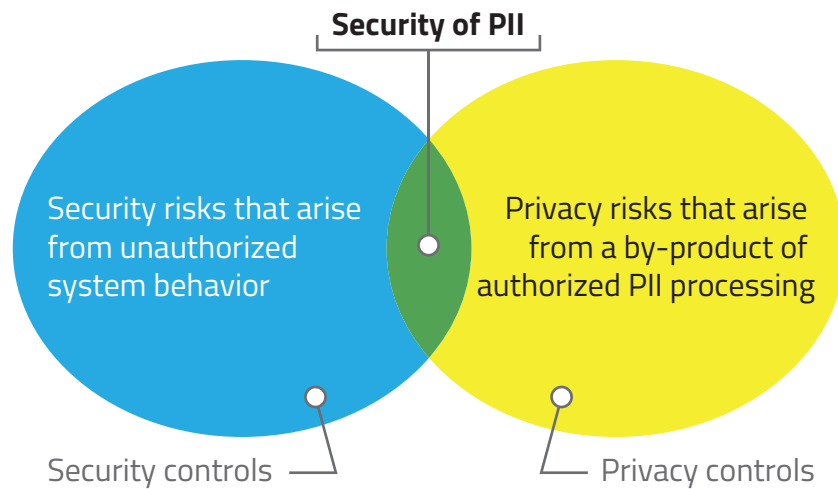 Security of PII
Security risks that arise
from unauthorized
system behavior
Privacy risks that arise
from a by-product of
authorized PII processing
Security controls
Privacy controls